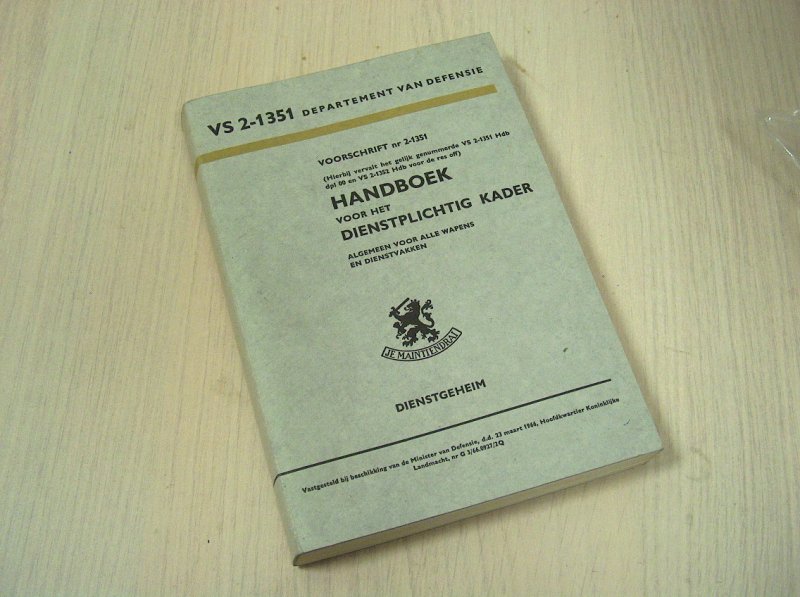 VS 2-1351 DEPARTEMENT VAN DEFENSIE
VOORSCHRIFT nr 2-1351
(Hierbij vervalt het gelijk genummerde VS 2-1351 Hdb
dpl 00 en VS 2-1352 Hdb voor de res off)
HANDBOEK
VOOR HET
DIENSTPLICHTIG KADER
ALGEMEEN VOOR ALLE WAPENS
EN DIENSTVAKKEN
JE MAINTIENDRAI
DIENSTGEHEIM
Vastgesteld bij beschikking van de Minister van Defensie, d.d. 23 maart 1966, Hoofdkwartier Koninklijke
Landmacht, nr G 3/66.0927/2Q